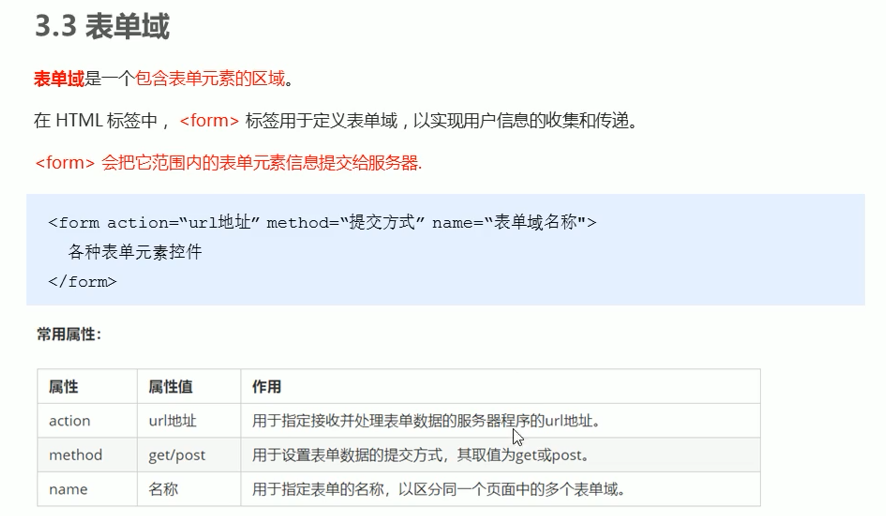 3.3 表单域
表单域是一个包含表单元素的区域。
在 HTML 标签中，<form> 标签用于定义表单域,以实现用户信息的收集和传递。
<form> 会把它范围内的表单元素信息提交给服务器.
<form action=“url地址” method=“提交方式” name=“表单域名称">
各种表单元素控件
</form>
常用属性：
属性 属性值 作用
action url地址 用于指定接收并处理表单数据的服务器程序的url地址。
method get/post 用于设置表单数据的提交方式，其取值为get或post。
name 名称 用于指定表单的名称，以区分同一个页面中的多个表单域。